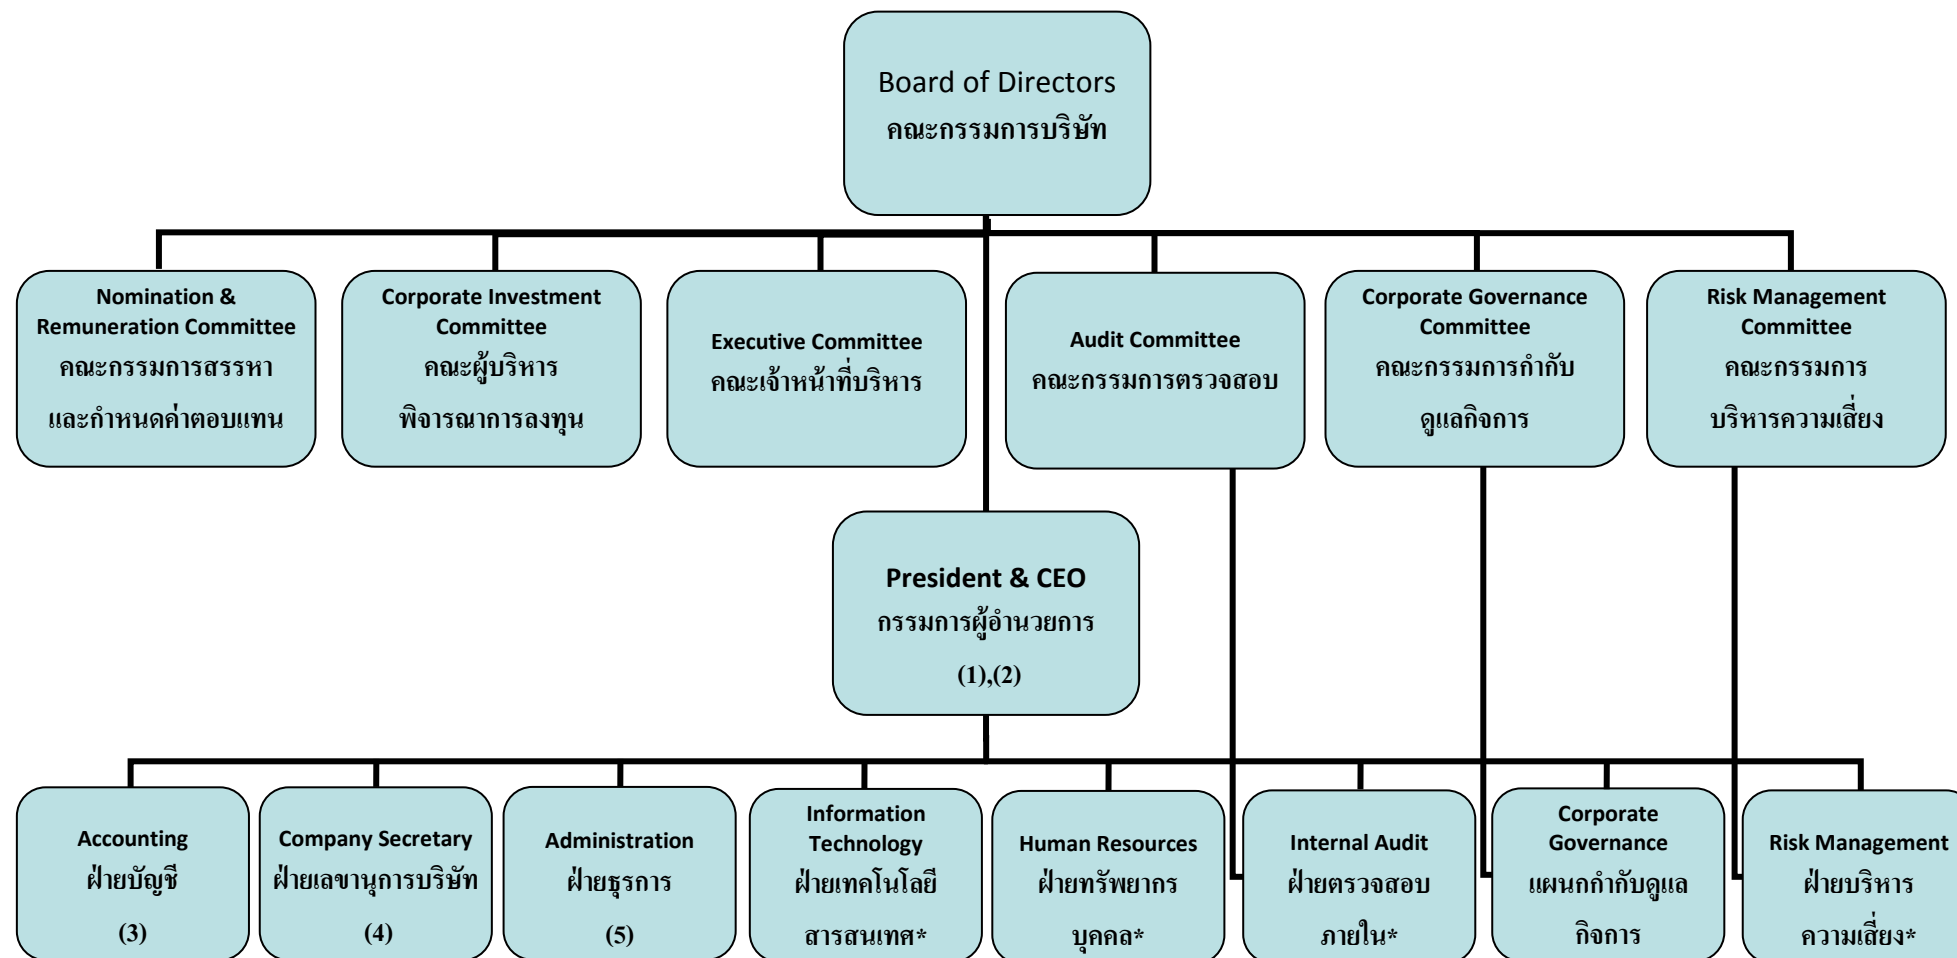 Board of Directors
คณะกรรมการบริษัท
Nomination &
Remuneration Committee
คณะกรรมการสรรหา
และกำหนดค่าตอบแทน
Corporate Investment
Committee
คณะผู้บริหาร
พิจารณาการลงทุน
Executive Committee
คณะเจ้าหน้าที่บริหาร
Audit Committee
คณะกรรมการตรวจสอบ
Corporate Governance
Committee
คณะกรรมการกำกับ
ดูแลกิจการ
Risk Management
Committee
คณะกรรมการ
บริหารความเสี่ยง
President & CEO
กรรมการผู้อำนวยการ
(1),(2)
Accounting
ฝ่ายบัญชี
(3)
Company Secretary
ฝ่ายเลขานุการบริษัท
(4)
Administration
ฝ่ายธุรการ
(5)
Information
Technology
ฝ่ายเทคโนโลยี
สารสนเทศ*
Human Resources
ฝ่ายทรัพยากร
บุคคล*
Internal Audit
ฝ่ายตรวจสอบ
ภายใน*
Corporate
Governance
แผนกกำกับดูแล
กิจการ
Risk Management
ฝ่ายบริหาร
ความเสี่ยง*